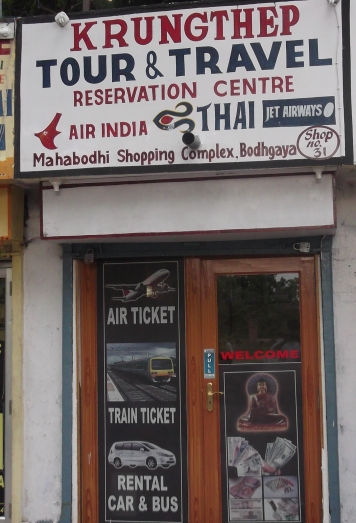 KRUNGTHEP
TOUR & TRAVEL
RESERVATION CENTRE
AIR INDIA THAI JET AIRWAYS
Mahabodhi Shopping Complex. Bodhgaya
Shop
no.
31
AIR TICKET
TRAIN TICKET
RENTAL
CAR & BUS
PULL
WELCOME